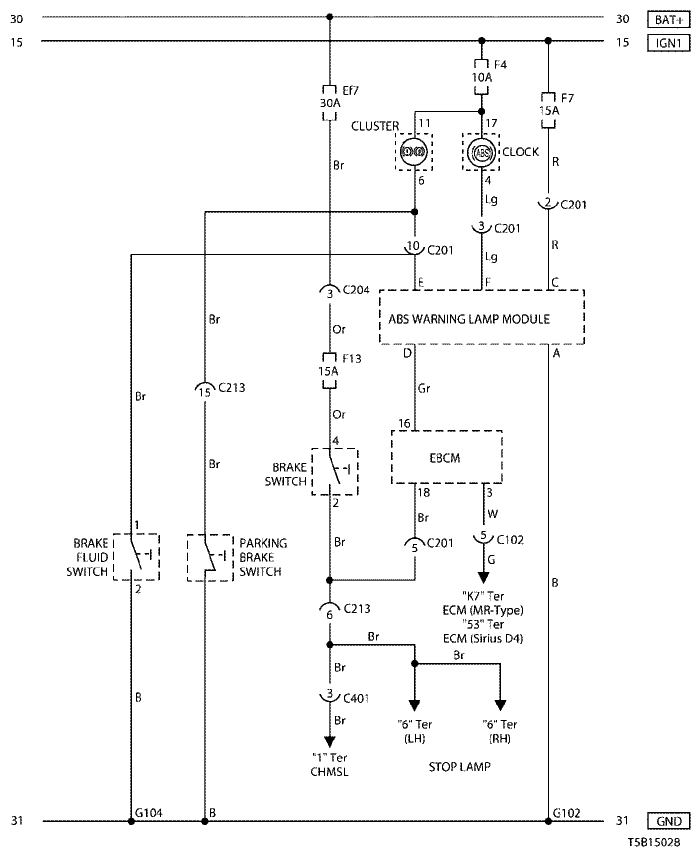 30
30 BAT+
15
15 IGN1
F4
10A
Ef7
30A
F7
15A
CLUSTER
11
17
ABS
CLOCK
R
Br
6
4
Lg
2 C201
3 C201
10 C201
R
Lg
E
F
C
3 C204
ABS WARNING LAMP MODULE
Br
Or
D
A
F13
15A
15 C213
Gr
Br
Or
16
4
BRAKE
SWITCH
EBCM
Br
2
18
3
Br
W
1
BRAKE
FLUID
SWITCH
PARKING
BRAKE
SWITCH
Br
5 C201
5 C102
G
2
B
"K7" Ter
ECM (MR-Type)
"53" Ter
ECM (Sirius D4)
6 C213
Br
Br
Br
B
3 C401
Br
"6" Ter
(LH)
"6" Ter
(RH)
"1" Ter
CHMSL
STOP LAMP
G104
B
G102
31
31 GND
T5B15028